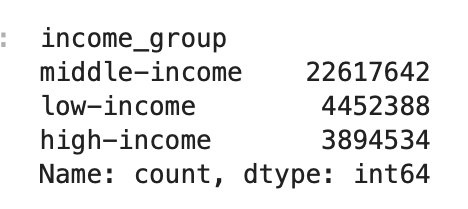 : income_group
middle-income 22617642
low-income 4452388
high-income 3894534
Name: count, dtype: int64